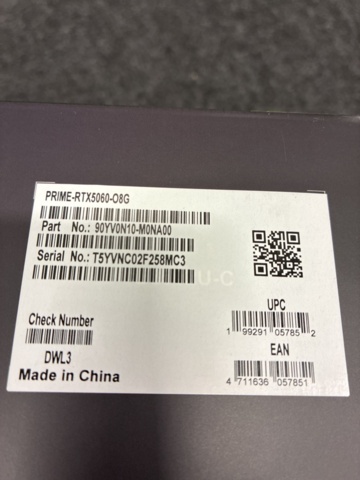 PRIME-RTX5060-O8G
Part No.: 90YV0N10-M0NA00
Serial No.: T5YVNC02F258MC3
U-C
UPC
1 99291 05785 2
Check Number
DWL3
EAN
4 711636 057851
Made in China